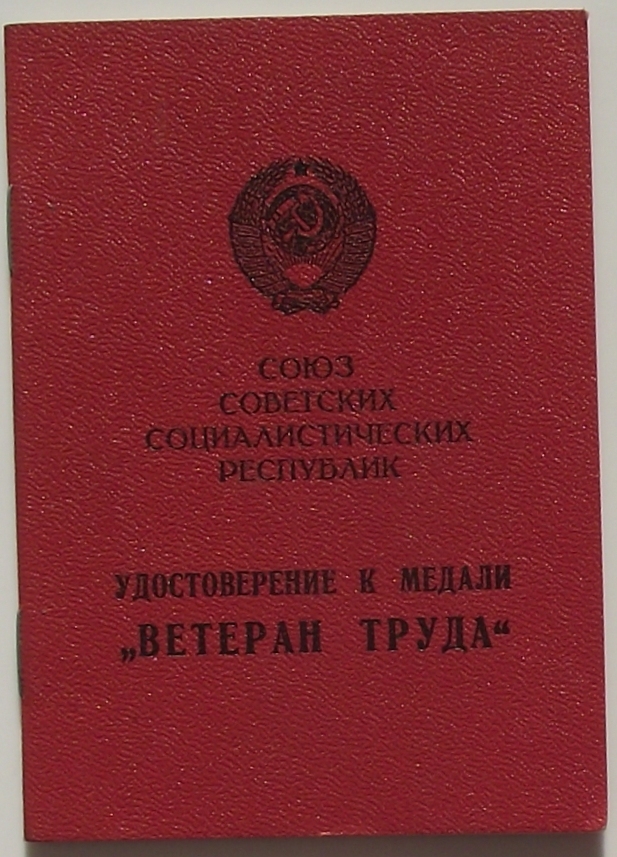 СОЮЗ
СОВЕТСКИХ
СОЦИАЛИСТИЧЕСКИХ
РЕСПУБЛИК
УДОСТОВЕРЕНИЕ К МЕДАЛИ
„ВЕТЕРАН ТРУДА“